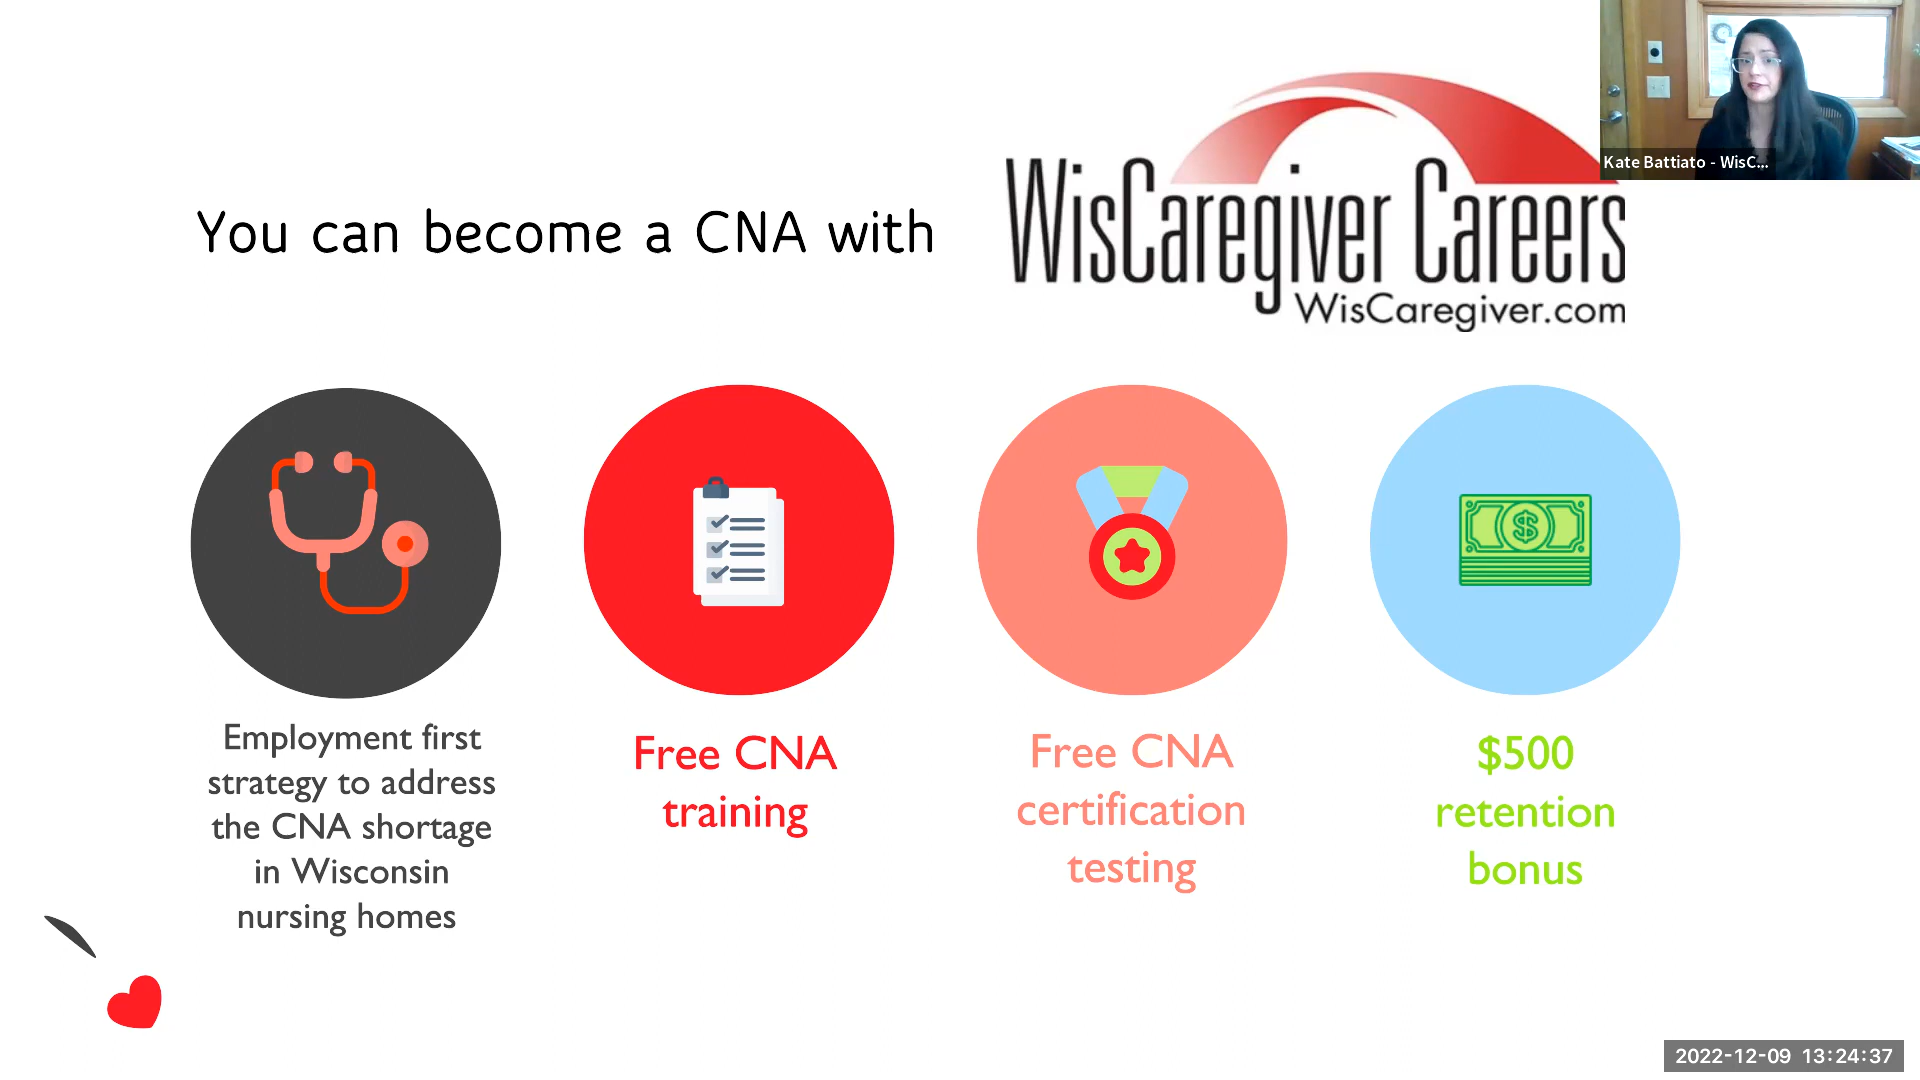 Kate Battiato - WisC...
You can become a CNA with
WisCaregiver Careers
WisCaregiver.com
Employment first
strategy to address
the CNA shortage
in Wisconsin
nursing homes
Free CNA
training
Free CNA
certification
testing
$500
retention
bonus
2022-12-09 13:24:37